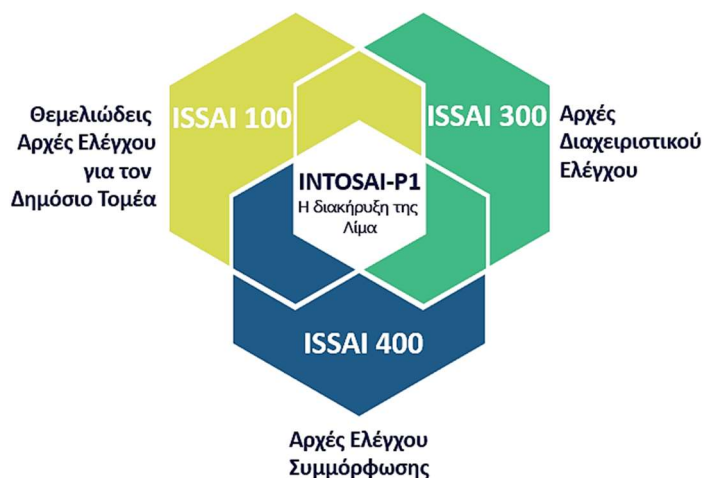 Θεμελιώδεις
Αρχές Ελέγχου
για τον
Δημόσιο Τομέα
ISSAI 100
ISSAI 300
Αρχές
Διαχειριστικού
Ελέγχου
INTOSAI-P1
Η διακήρυξη της
Λίμα
ISSAI 400
Αρχές Ελέγχου
Συμμόρφωσης